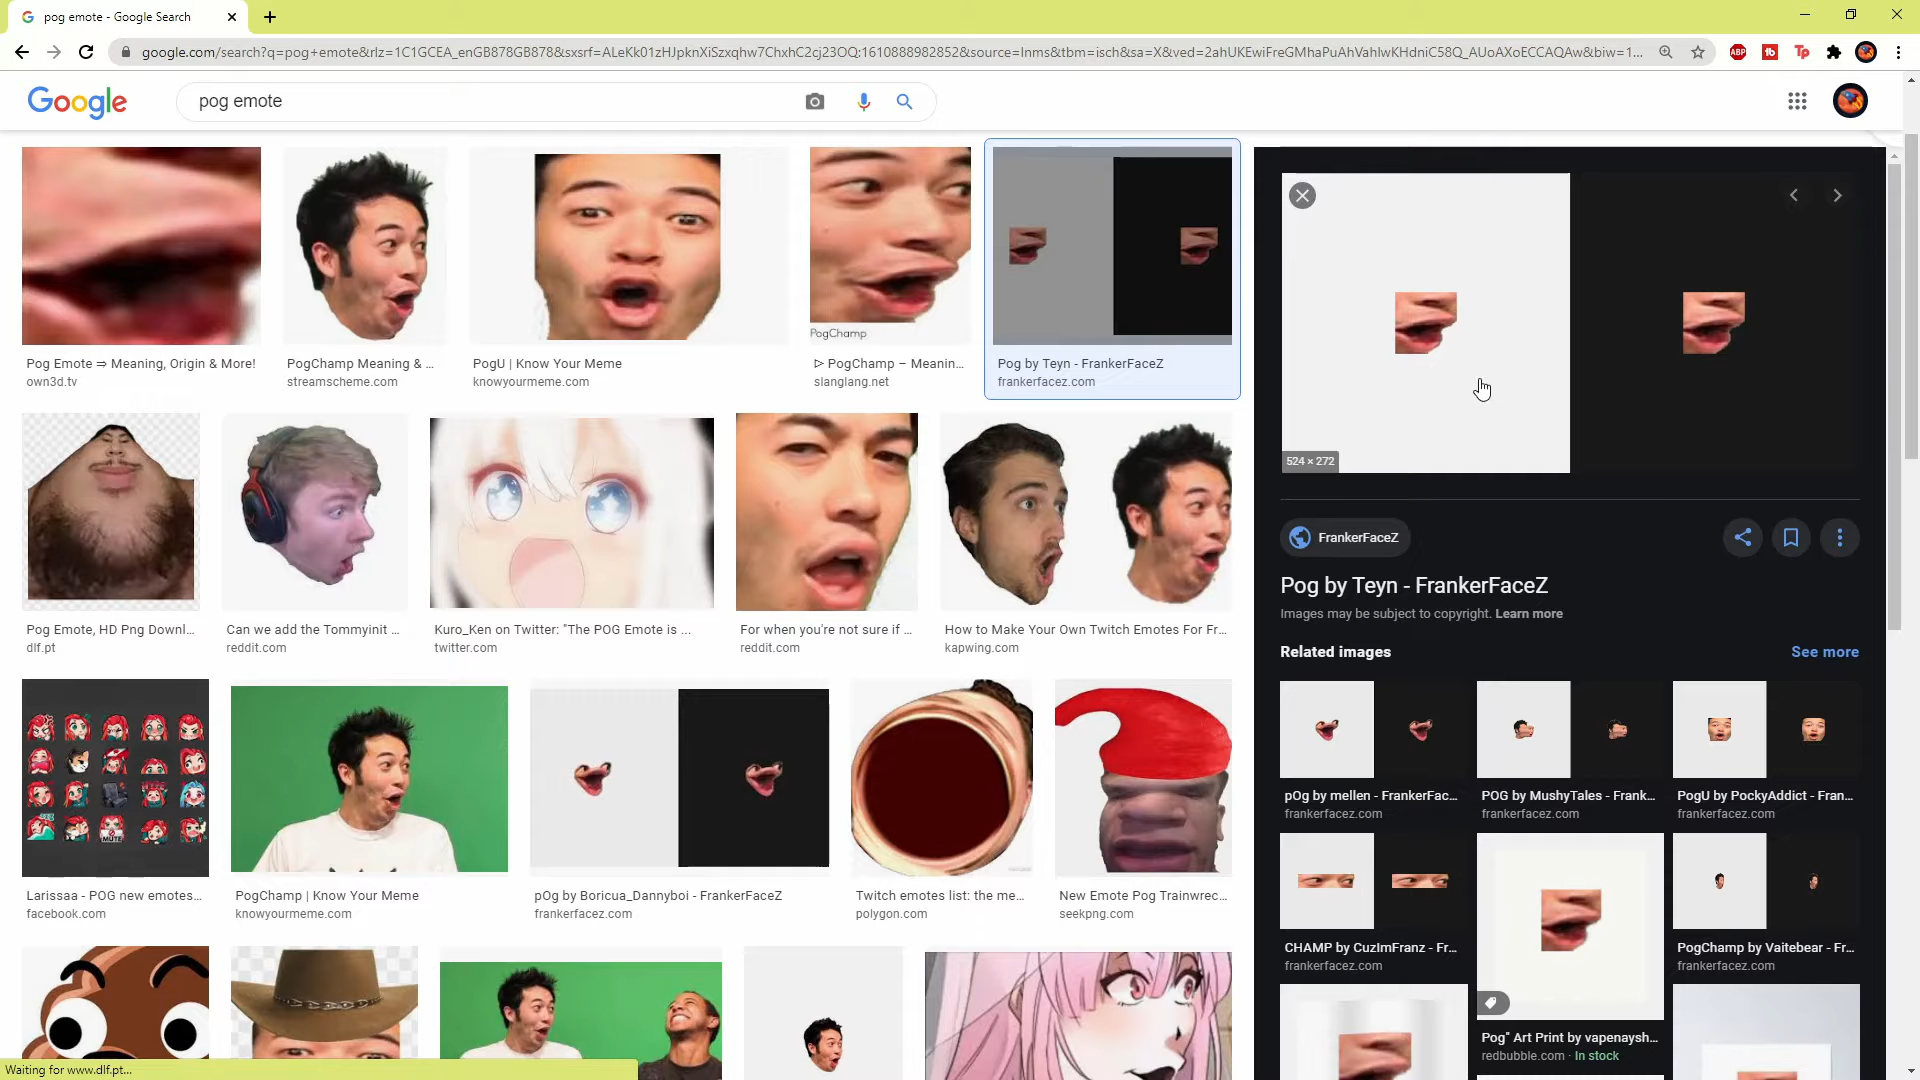 pog emote - Google Search
google.com/search?q=pog+emote&rlz=1C1GCEA_enGB878GB878&sxsrf=ALeKk01zHJpknXiSzxqhw7ChxhC2cj23OQ:1610888982852&source=lnms&tbm=isch&sa=X&ved=2ahUKEwiFreGMhaPuAhVahlwKHdniC58Q_AUoAXoECCAQAw&biw=1...
ABP
Tp
Google
pog emote
PogChamp
Pog Emote ⇒ Meaning, Origin & More!
own3d.tv
PogChamp Meaning & ...
streamscheme.com
PogU | Know Your Meme
knowyourmeme.com
ᐅ PogChamp – Meanin...
slanglang.net
Pog by Teyn - FrankerFaceZ
frankerfacez.com
524 × 272
FrankerFaceZ
Pog by Teyn - FrankerFaceZ
Images may be subject to copyright. Learn more
Related images
See more
Pog Emote, HD Png Downl...
dlf.pt
Can we add the Tommyinit ...
reddit.com
Kuro_Ken on Twitter: "The POG Emote is ...
twitter.com
For when you're not sure if ...
reddit.com
How to Make Your Own Twitch Emotes For Fr...
kapwing.com
pOg by mellen - FrankerFac...
frankerfacez.com
POG by MushyTales - Frank...
frankerfacez.com
PogU by PockyAddict - Fran...
frankerfacez.com
MUTE
Larissaa - POG new emotes...
facebook.com
PogChamp | Know Your Meme
knowyourmeme.com
pOg by Boricua_Dannyboi - FrankerFaceZ
frankerfacez.com
Twitch emotes list: the me...
polygon.com
New Emote Pog Trainwrec...
seekpng.com
CHAMP by CuzImFranz - Fr...
frankerfacez.com
PogChamp by Vaitebear - Fr...
frankerfacez.com
Pog" Art Print by vapenaysh...
redbubble.com · In stock
Waiting for www.dlf.pt...